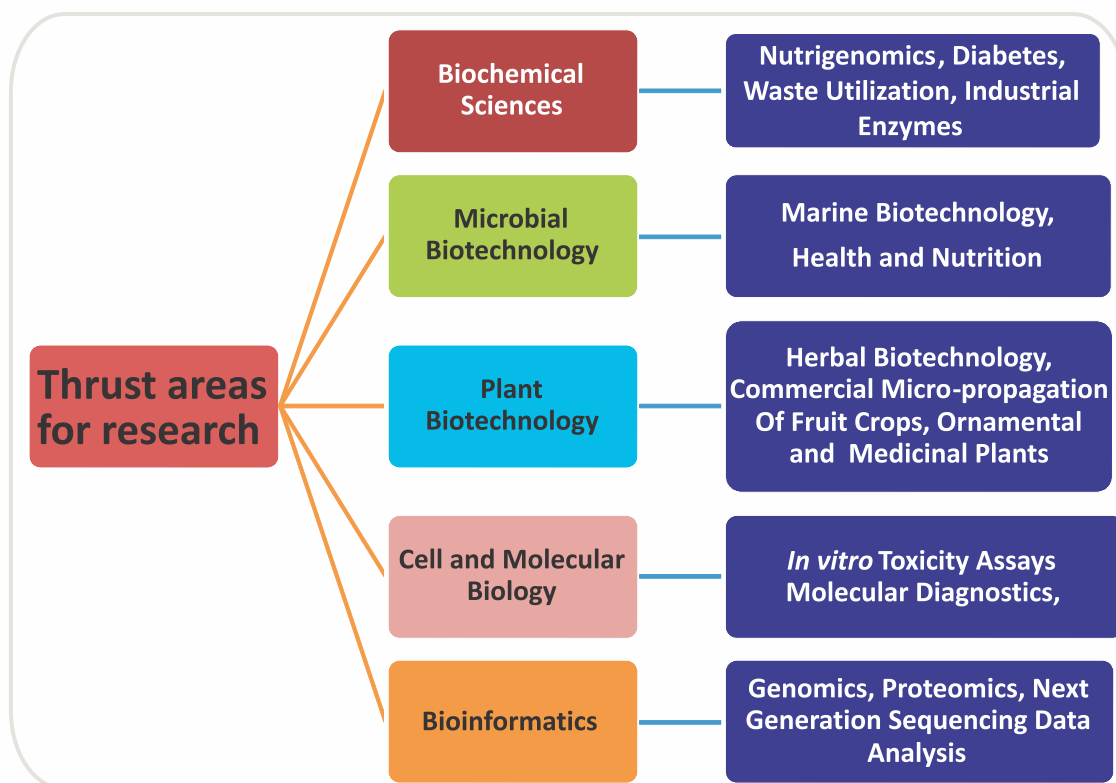 Thrust areas
for research
Biochemical
Sciences
Nutrigenomics, Diabetes,
Waste Utilization, Industrial
Enzymes
Microbial
Biotechnology
Marine Biotechnology,
Health and Nutrition
Plant
Biotechnology
Herbal Biotechnology,
Commercial Micro-propagation
Of Fruit Crops, Ornamental
and  Medicinal Plants
Cell and Molecular
Biology
In vitro Toxicity Assays
Molecular Diagnostics,
Bioinformatics
Genomics, Proteomics, Next
Generation Sequencing Data
Analysis